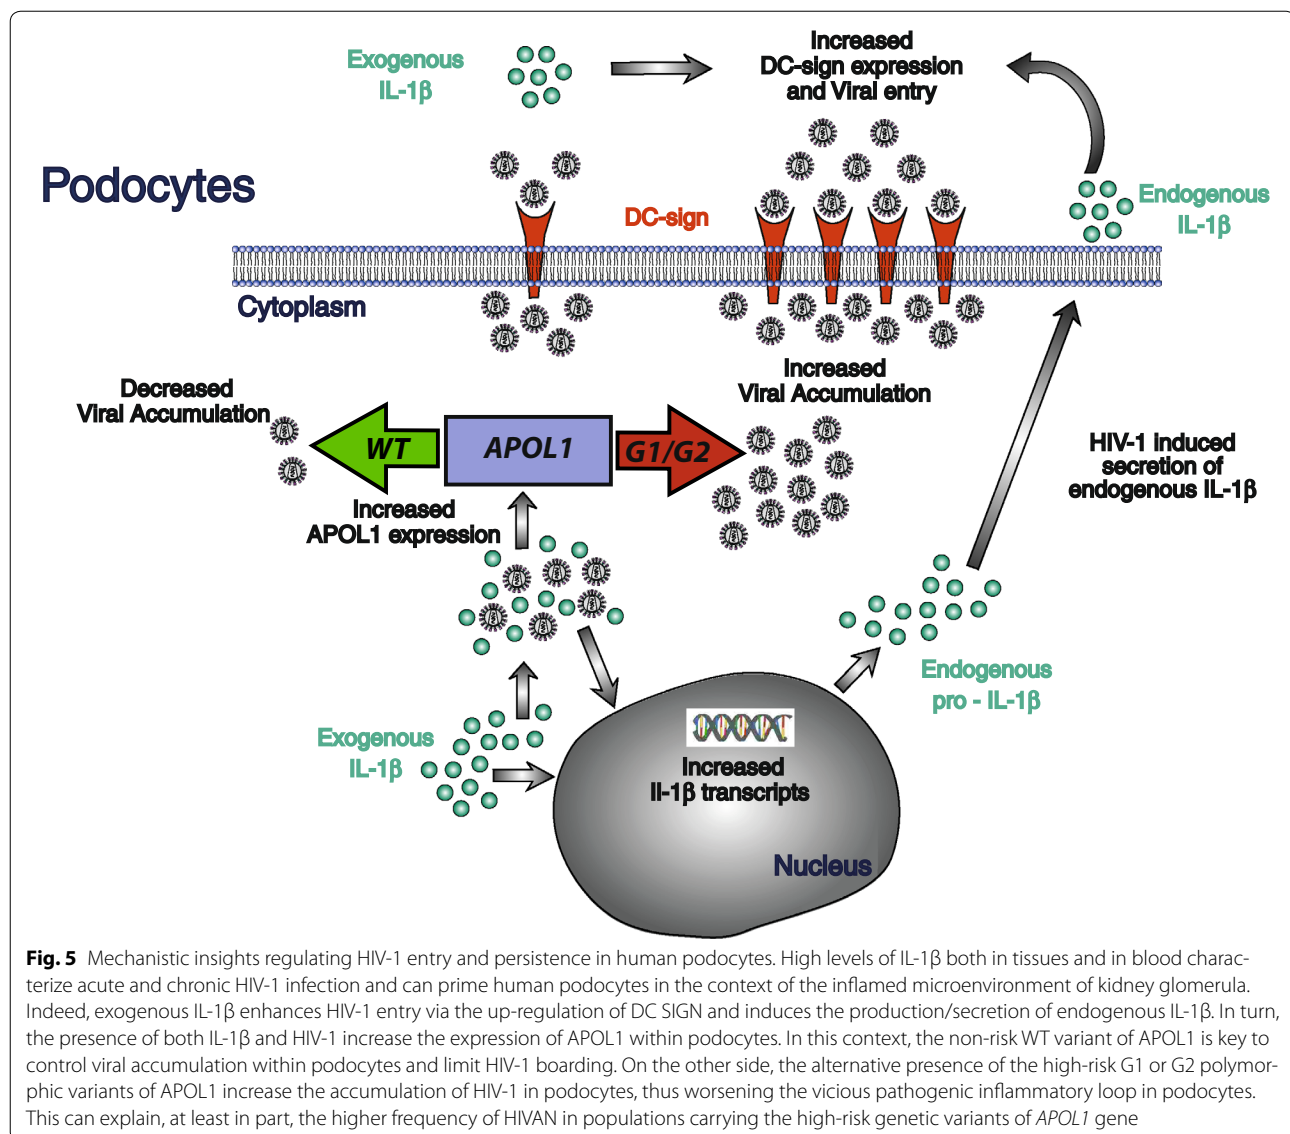 Exogenous
IL-1β
Increased
DC-sign expression
and Viral entry
Podocytes
DC-sign
Endogenous
IL-1β
Cytoplasm
Decreased
Viral Accumulation
Increased
Viral Accumulation
WT
APOL1
G1/G2
HIV-1 induced
secretion of
endogenous IL-1β
Increased
APOL1 expression
Endogenous
pro - IL-1β
Exogenous
IL-1β
Increased
Il-1β transcripts
Nucleus
Fig. 5 Mechanistic insights regulating HIV-1 entry and persistence in human podocytes. High levels of IL-1β both in tissues and in blood charac-
terize acute and chronic HIV-1 infection and can prime human podocytes in the context of the inflamed microenvironment of kidney glomerula.
Indeed, exogenous IL-1β enhances HIV-1 entry via the up-regulation of DC SIGN and induces the production/secretion of endogenous IL-1β. In turn,
the presence of both IL-1β and HIV-1 increase the expression of APOL1 within podocytes. In this context, the non-risk WT variant of APOL1 is key to
control viral accumulation within podocytes and limit HIV-1 boarding. On the other side, the alternative presence of the high-risk G1 or G2 polymor-
phic variants of APOL1 increase the accumulation of HIV-1 in podocytes, thus worsening the vicious pathogenic inflammatory loop in podocytes.
This can explain, at least in part, the higher frequency of HIVAN in populations carrying the high-risk genetic variants of APOL1 gene